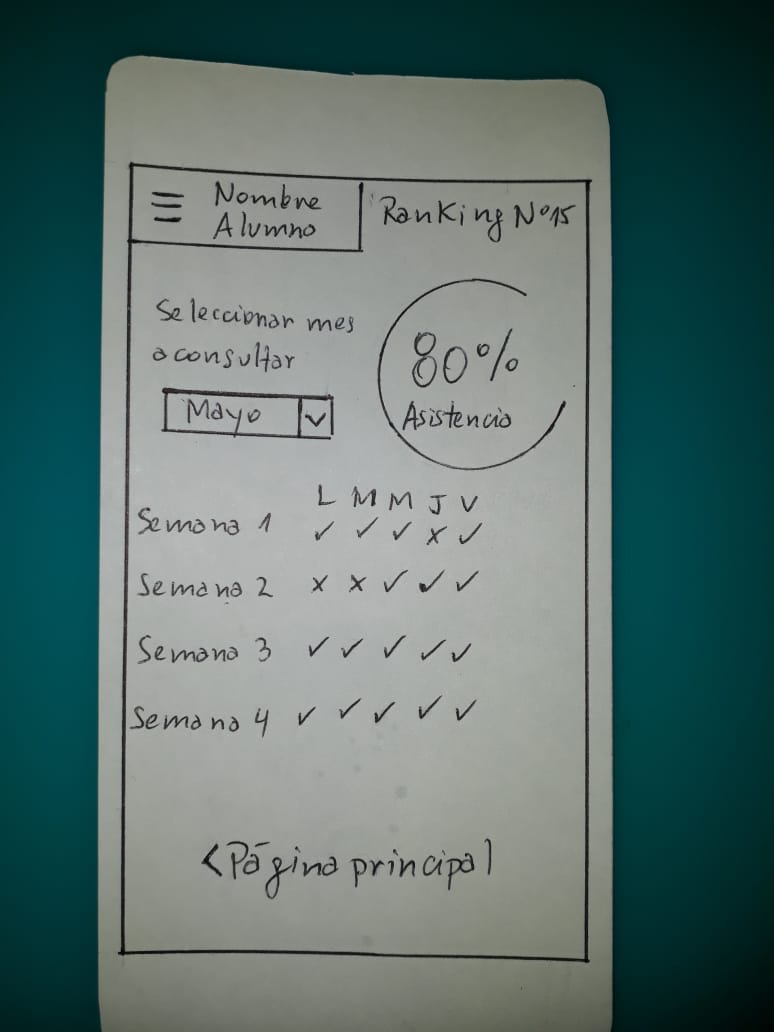 Nombre
Alumno
Ranking Nº15
Seleccionar mes
a consultar
80%
Asistencia
Mayo
L M M J V
Semana 1 ✓ ✓ ✓ x ✓
Semana 2 x x ✓ ✓ ✓
Semana 3 ✓ ✓ ✓ ✓ ✓
Semana 4 ✓ ✓ ✓ ✓ ✓
<Página principal